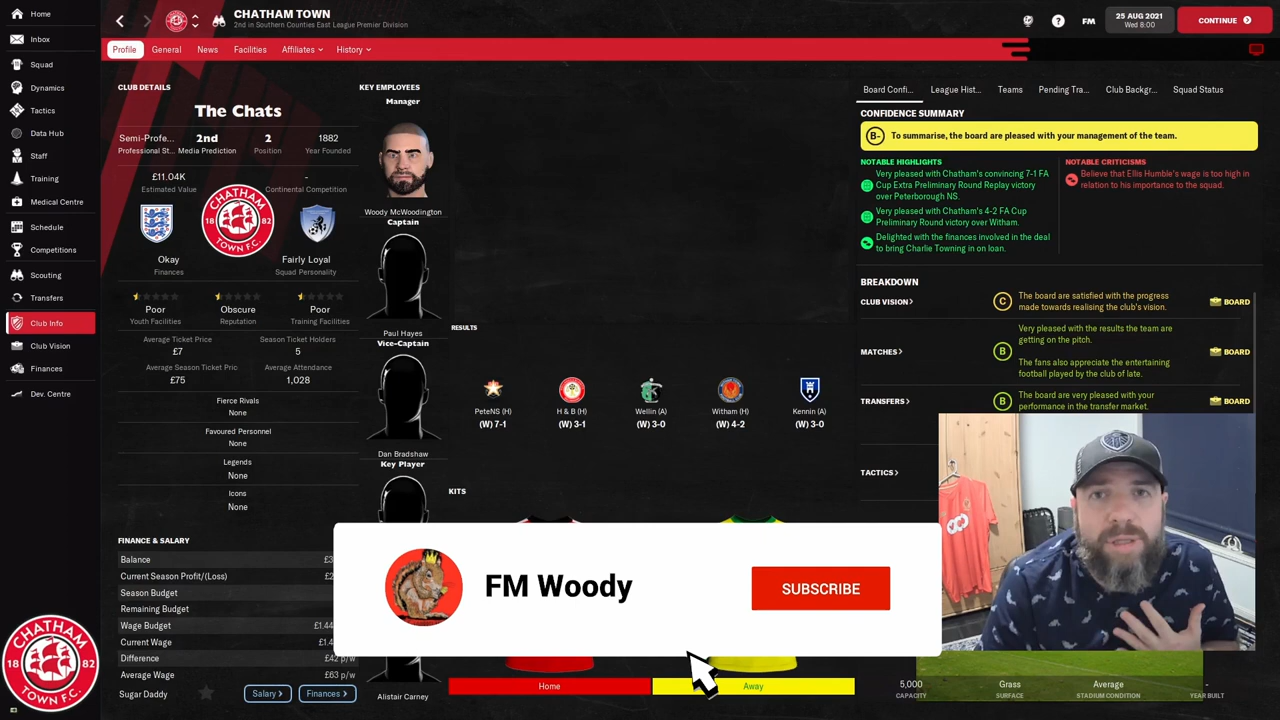 Home
Inbox
Squad
Dynamics
Tactics
Data Hub
Staff
Training
Medical Centre
Schedule
Competitions
Scouting
Transfers
Club Info
Club Vision
Finances
Dev. Centre
CHATHAM TOWN
2nd in Southern Counties East League Premier Division
FM
25 AUG 2021
Wed 8:00
CONTINUE
Profile General News Facilities Affiliates History
CLUB DETAILS
The Chats
Semi-Profe... 2nd 2 1882
Professional St... Media Prediction Position Year Founded
£11.04K -
Estimated Value Continental Competition
CHATHAM
18 82
TOWN F.C.
Okay Fairly Loyal
Finances Squad Personality
Poor Obscure Poor
Youth Facilities Reputation Training Facilities
Average Ticket Price Season Ticket Holders
£7 5
Average Season Ticket Pric Average Attendance
£75 1,028
Fierce Rivals
None
Favoured Personnel
None
Legends
None
Icons
None
FINANCE & SALARY
Balance £3
Current Season Profit/(Loss) £2
Season Budget
Remaining Budget
Wage Budget £1.44
Current Wage £1.4
Difference £42 p/w
Average Wage £63 p/w
Sugar Daddy
Salary > Finances >
KEY EMPLOYEES
Manager
Woody McWoodington
Captain
Paul Hayes
Vice-Captain
Dan Bradshaw
Key Player
Alistair Carney
RESULTS
PeteNS (H) H & B (H) Wellin (A) Witham (H) Kennin (A)
(W) 7-1 (W) 3-1 (W) 3-0 (W) 4-2 (W) 3-0
KITS
Home Away
Board Confi... League Hist... Teams Pending Tra... Club Backgr... Squad Status
CONFIDENCE SUMMARY
B- To summarise, the board are pleased with your management of the team.
NOTABLE HIGHLIGHTS
Very pleased with Chatham's convincing 7-1 FA
Cup Extra Preliminary Round Replay victory
over Peterborough NS.
Very pleased with Chatham's 4-2 FA Cup
Preliminary Round victory over Witham.
Delighted with the finances involved in the deal
to bring Charlie Towning in on loan.
NOTABLE CRITICISMS
Believe that Ellis Humble's wage is too high in
relation to his importance to the squad.
BREAKDOWN
CLUB VISION> C The board are satisfied with the progress
made towards realising the club's vision. BOARD
MATCHES> B Very pleased with the results the team are
getting on the pitch. BOARD
The fans also appreciate the entertaining
football played by the club of late.
TRANSFERS> B The board are very pleased with your
performance in the transfer market. BOARD
TACTICS>
FM Woody
SUBSCRIBE
5,000 Grass Average -
CAPACITY SURFACE STADIUM CONDITION YEAR BUILT
CHATHAM
18 82
TOWN F.C.